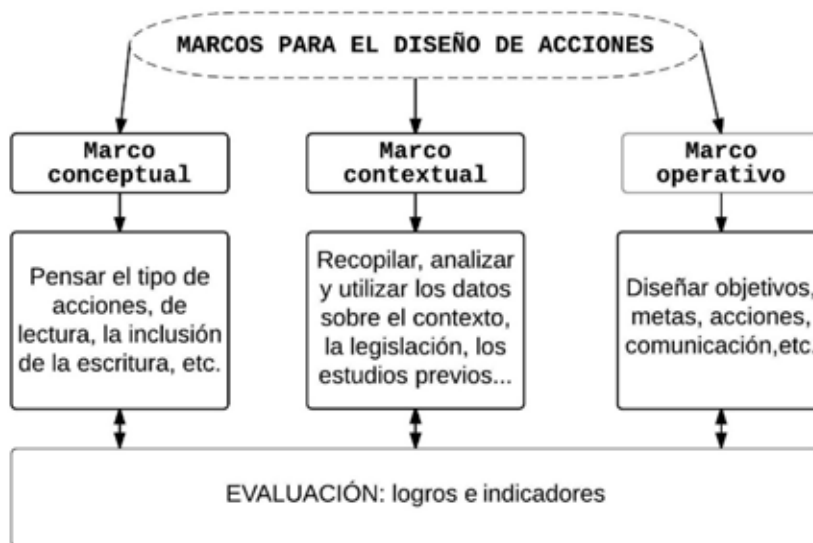 MARCOS PARA EL DISEÑO DE ACCIONES
Marco
conceptual
Marco
contextual
Marco
operativo
Pensar el tipo de
acciones, de
lectura, la inclusión
de la escritura, etc.
Recopilar, analizar
y utilizar los datos
sobre el contexto,
la legislación, los
estudios previos...
Diseñar objetivos,
metas, acciones,
comunicación,etc.
EVALUACIÓN: logros e indicadores